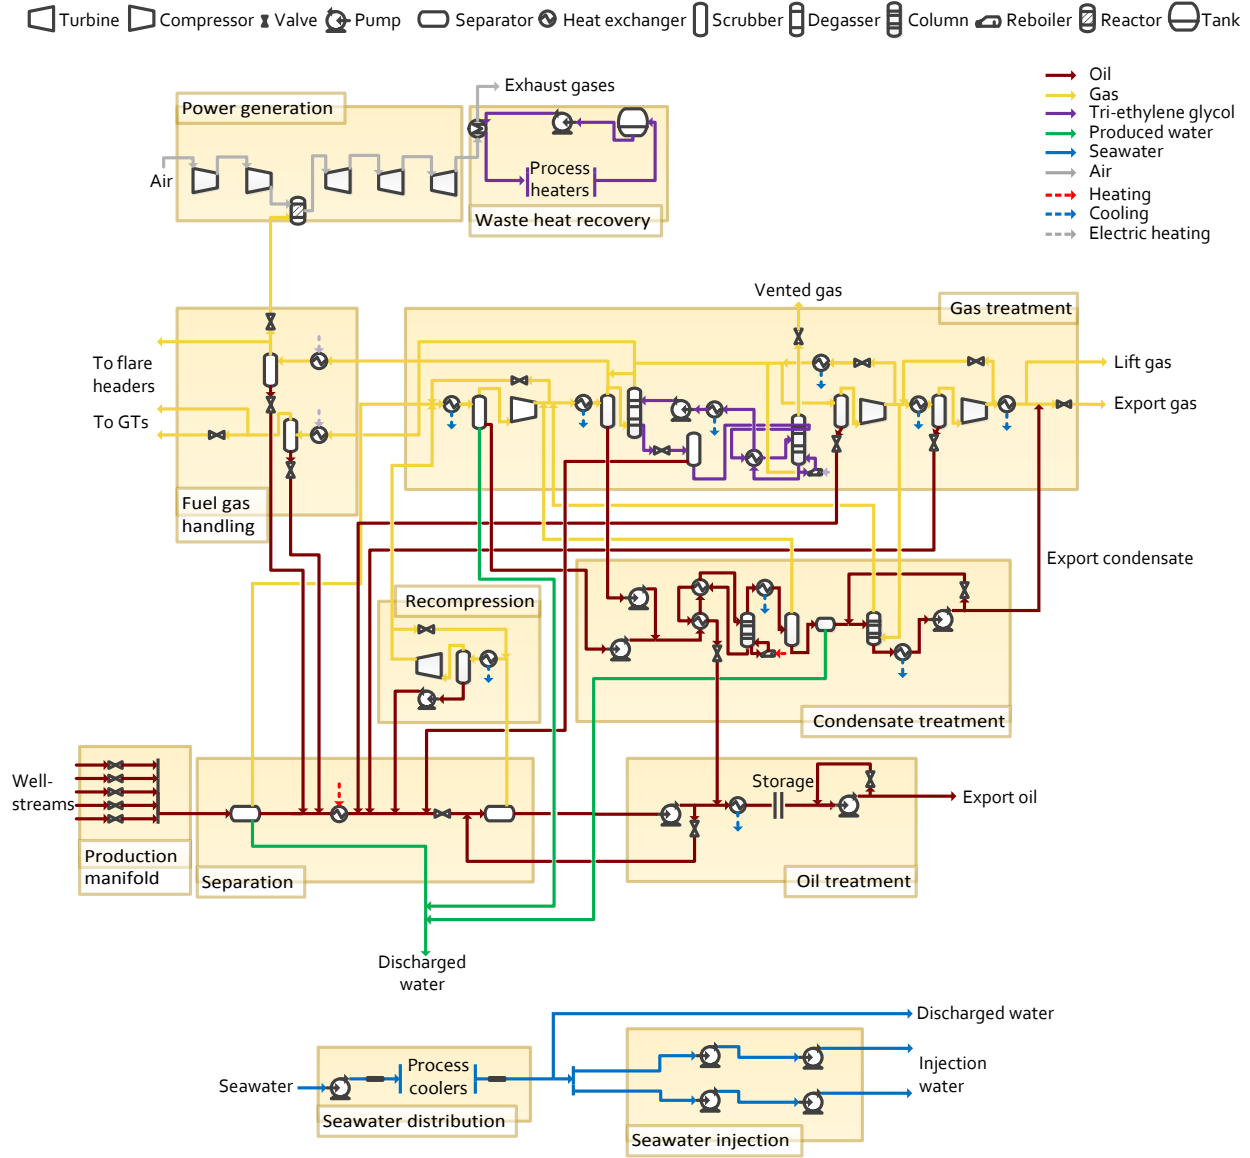 Turbine
Compressor
Valve
Pump
Separator
Heat exchanger
Scrubber
Degasser
Column
Reboiler
Reactor
Tank
Oil
Gas
Tri-ethylene glycol
Produced water
Seawater
Air
Heating
Cooling
Electric heating
Exhaust gases
Power generation
Air
Process
heaters
Waste heat recovery
Vented gas
Gas treatment
To flare
headers
To GTs
Lift gas
Export gas
Fuel gas
handling
Export condensate
Recompression
Condensate treatment
Well-
streams
Storage
Export oil
Production
manifold
Separation
Oil treatment
Discharged
water
Discharged water
Process
coolers
Seawater
Injection
water
Seawater distribution
Seawater injection